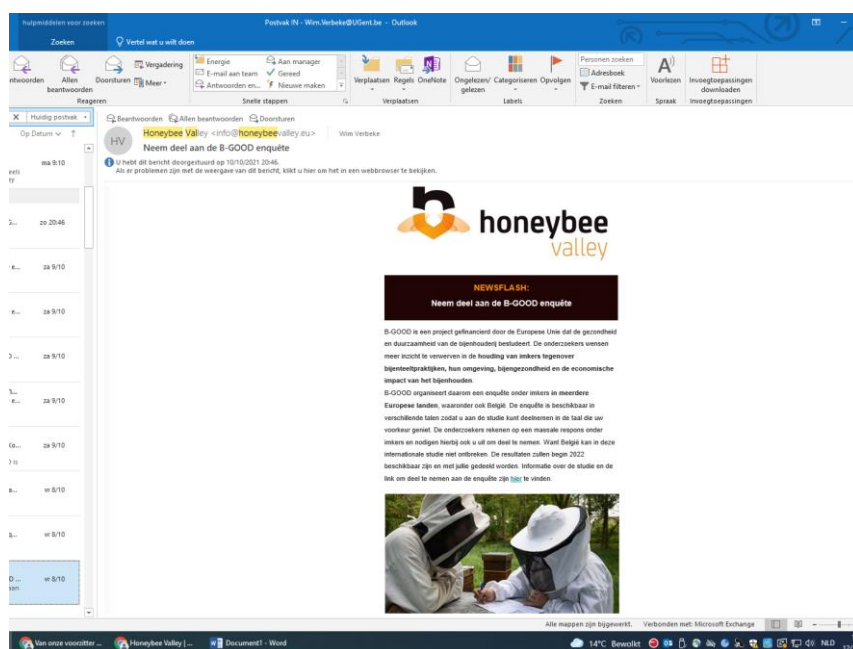 hulpmiddelen voor zoeken
Postvak IN - Wim.Verbeke@UGent.be - Outlook
Zoeken
Vertel wat u wilt doen
Allen beantwoorden
Doorsturen
Vergadering
Meer
Reageren
Energie
E-mail aan team
Antwoorden en...
Aan manager
Gereed
Nieuwe maken
Snelle stappen
Verplaatsen
Regels
OneNote
Verplaatsen
Ongelezen/ gelezen
Categoriseren
Opvolgen
Labels
Personen zoeken
Adresboek
E-mail filteren
Zoeken
Voorlezen
Spraak
Invoegtoepassingen downloaden
Invoegtoepassingen
Huidig postvak
Op Datum
ma 9:10
zo 20:46
za 9/10
za 9/10
za 9/10
za 9/10
za 9/10
vr 8/10
vr 8/10
vr 8/10
Beantwoorden Allen beantwoorden Doorsturen
HV
Honeybee Valley <info@honeybeevalley.eu> Wim Verbeke
Neem deel aan de B-GOOD enquête
U hebt dit bericht doorgestuurd op 10/10/2021 20:46.
Als er problemen zijn met de weergave van dit bericht, klikt u hier om het in een webbrowser te bekijken.
honeybee
valley
NEWSFLASH:
Neem deel aan de B-GOOD enquête
B-GOOD is een project gefinancierd door de Europese Unie dat de gezondheid
en duurzaamheid van de bijenhouderij bestudeert. De onderzoekers wensen
meer inzicht te verwerven in de houding van imkers tegenover
bijenteeltpraktijken, hun omgeving, bijengezondheid en de economische
impact van het bijenhouden.
B-GOOD organiseert daarom een enquête onder imkers in meerdere
Europese landen, waaronder ook België. De enquête is beschikbaar in
verschillende talen zodat u aan de studie kunt deelnemen in de taal die uw
voorkeur geniet. De onderzoekers rekenen op een massale respons onder
imkers en nodigen hierbij ook u uit om deel te nemen. Want België kan in deze
internationale studie niet ontbreken. De resultaten zullen begin 2022
beschikbaar zijn en met jullie gedeeld worden. Informatie over de studie en de
link om deel te nemen aan de enquête zijn hier te vinden.
Alle mappen zijn bijgewerkt. Verbonden met: Microsoft Exchange
Van onze voorzitter ...
Honeybee Valley | ...
Document1 - Word
14°C Bewolkt
NLD